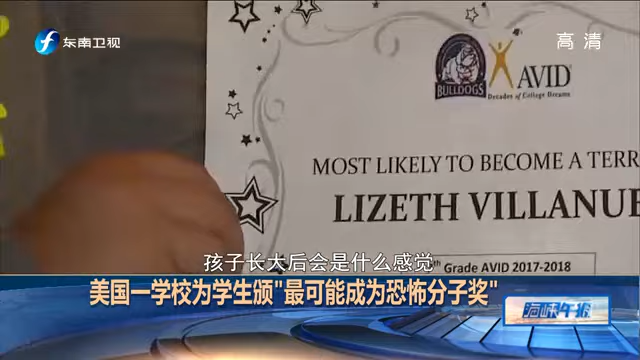 东南卫视
高清
BULLDOGS
AVID
Decades of College Dreams
MOST LIKELY TO BECOME A TERR
LIZETH VILLANUE
th Grade AVID 2017-2018
孩子长大后会是什么感觉
美国一学校为学生颁"最可能成为恐怖分子奖"
海峡午报